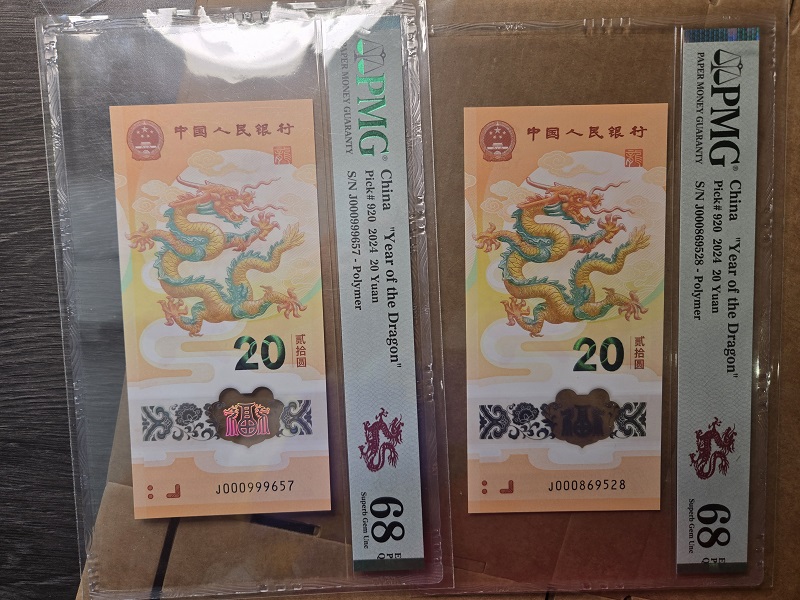 中国人民银行
20
贰拾圆
J000999657
PMG
PAPER MONEY GUARANTY
China "Year of the Dragon"
Pick# 920 2024 20 Yuan
S/N J000999657 - Polymer
68
Superb Gem Unc
E
P
Q
中国人民银行
20
贰拾圆
J000869528
PMG
PAPER MONEY GUARANTY
China "Year of the Dragon"
Pick# 920 2024 20 Yuan
S/N J000869528 - Polymer
68
Superb Gem Unc
E
P
Q